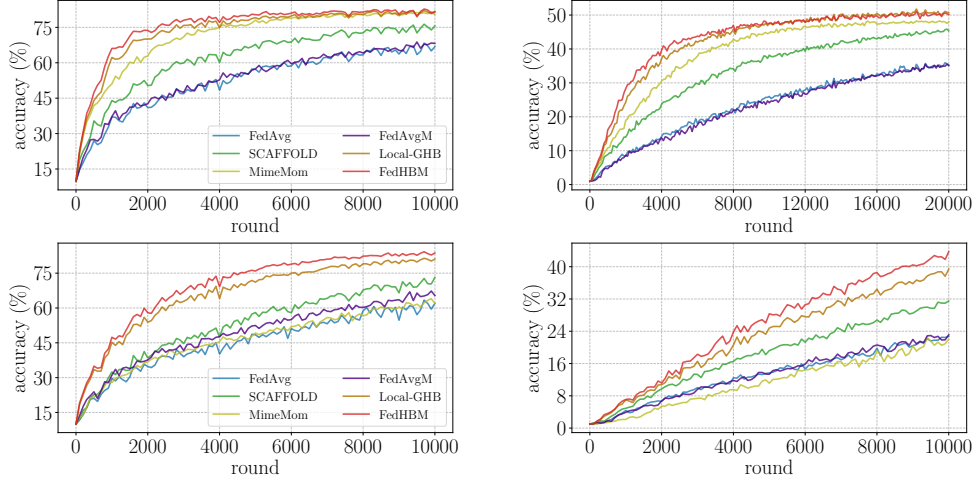 accuracy (%)
75
60
45
30
15
FedAvg
SCAFFOLD
MimeMom
FedAvgM
Local-GHB
FedHBM
0 2000 4000 6000 8000 10000
round
accuracy (%)
50
40
30
20
10
0
0 4000 8000 12000 16000 20000
round
accuracy (%)
75
60
45
30
15
FedAvg
SCAFFOLD
MimeMom
FedAvgM
Local-GHB
FedHBM
0 2000 4000 6000 8000 10000
round
accuracy (%)
40
32
24
16
8
0
0 2000 4000 6000 8000 10000
round